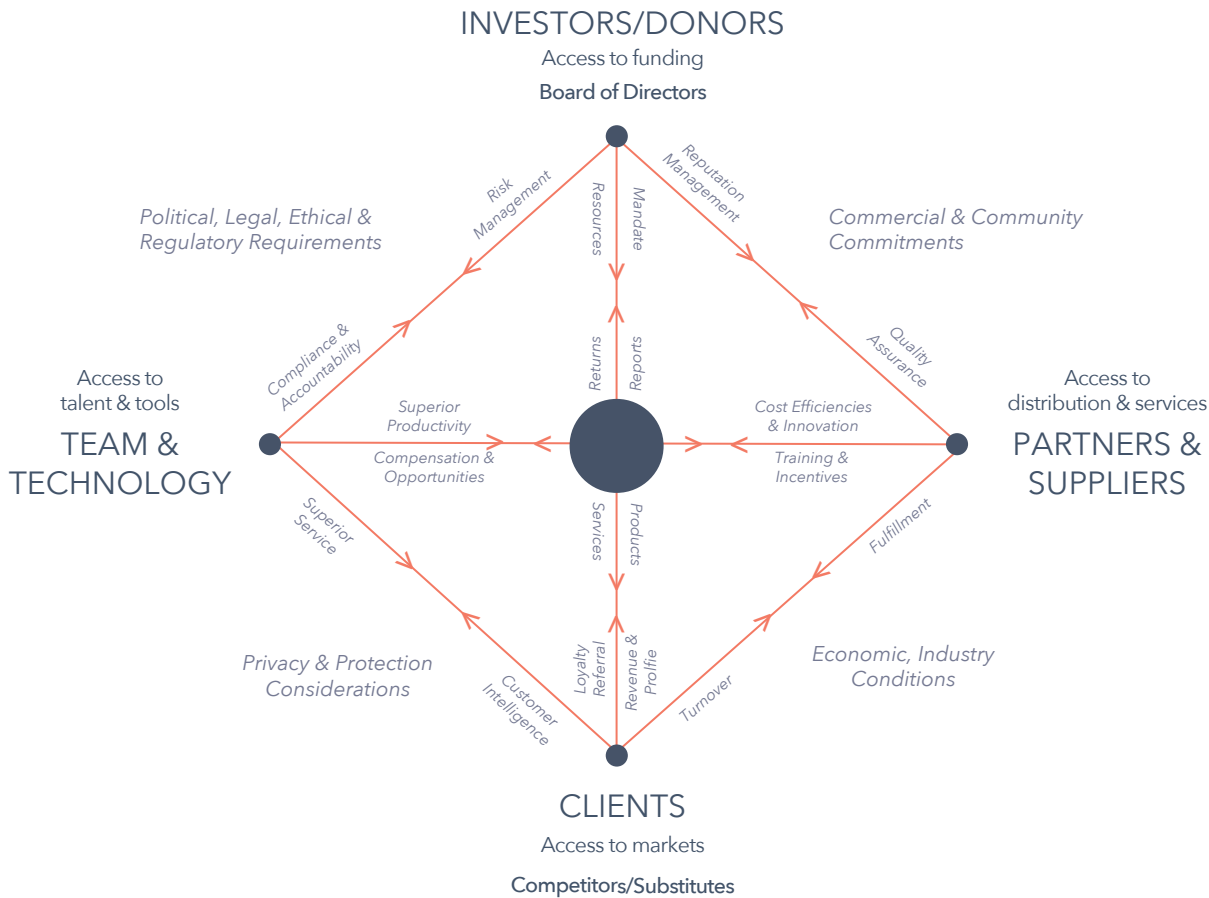 INVESTORS/DONORS
Access to funding
Board of Directors
Risk
Management
Resources
Mandate
Reputation
Management
Political, Legal, Ethical &
Regulatory Requirements
Commercial & Community
Commitments
Compliance &
Accountability
Returns
Reports
Quality
Assurance
Access to
talent & tools
TEAM &
TECHNOLOGY
Superior
Productivity
Compensation &
Opportunities
Cost Efficiencies
& Innovation
Training &
Incentives
Access to
distribution & services
PARTNERS &
SUPPLIERS
Superior
Service
Services
Products
Fulfillment
Privacy & Protection
Considerations
Customer
Intelligence
Loyalty
Referral
Revenue &
Prolfie
Turnover
Economic, Industry
Conditions
CLIENTS
Access to markets
Competitors/Substitutes